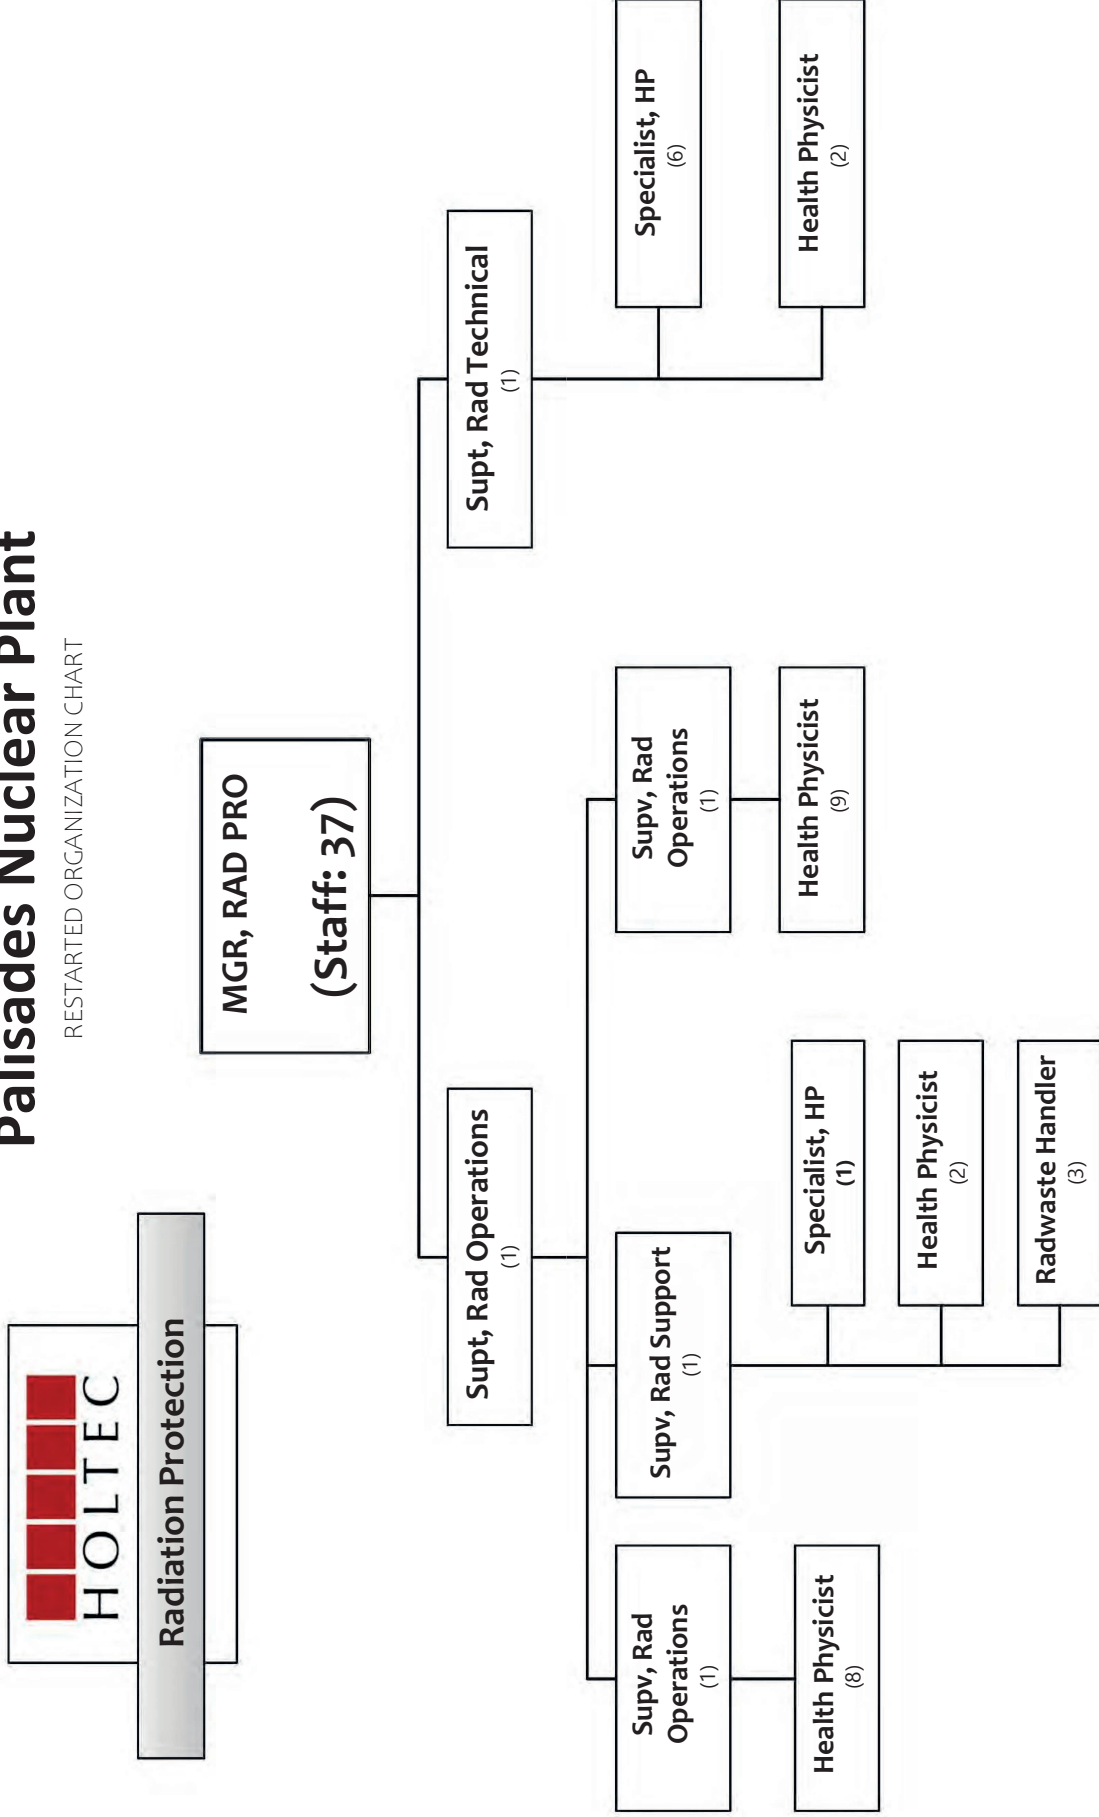 HOLTEC
Radiation Protection
Palisades Nuclear Plant
RESTARTED ORGANIZATION CHART
MGR, RAD PRO
(Staff: 37)
Supt, Rad Operations
(1)
Supt, Rad Technical
(1)
Supv, Rad
Operations
(1)
Health Physicist
(8)
Supv, Rad Support
(1)
Specialist, HP
(1)
Health Physicist
(2)
Radwaste Handler
(3)
Supv, Rad
Operations
(1)
Health Physicist
(9)
Specialist, HP
(6)
Health Physicist
(2)